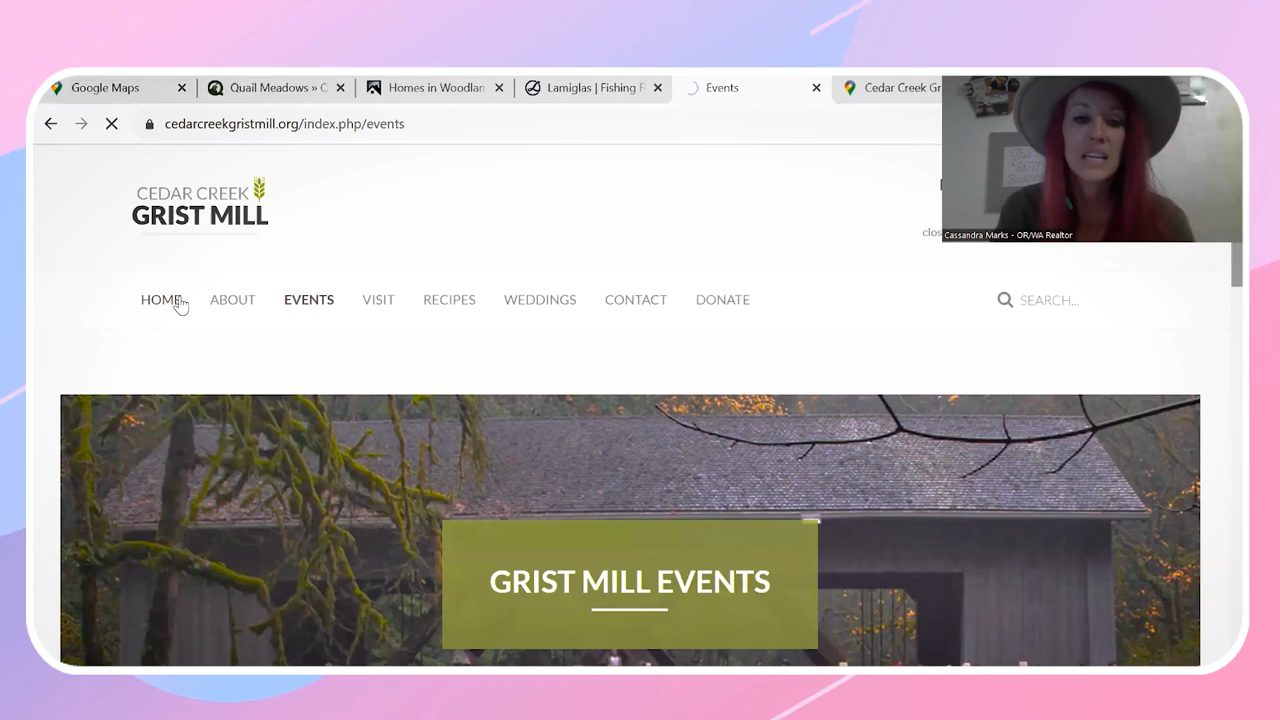 Google Maps
Quail Meadows » C
Homes in Woodlan
Lamiglas | Fishing F
Events
Cedar Creek Gr
cedarcreekgristmill.org/index.php/events
CEDAR CREEK
GRIST MILL
clos
Cassandra Marks - OR/WA Realtor
HOME
ABOUT
EVENTS
VISIT
RECIPES
WEDDINGS
CONTACT
DONATE
SEARCH...
GRIST MILL EVENTS